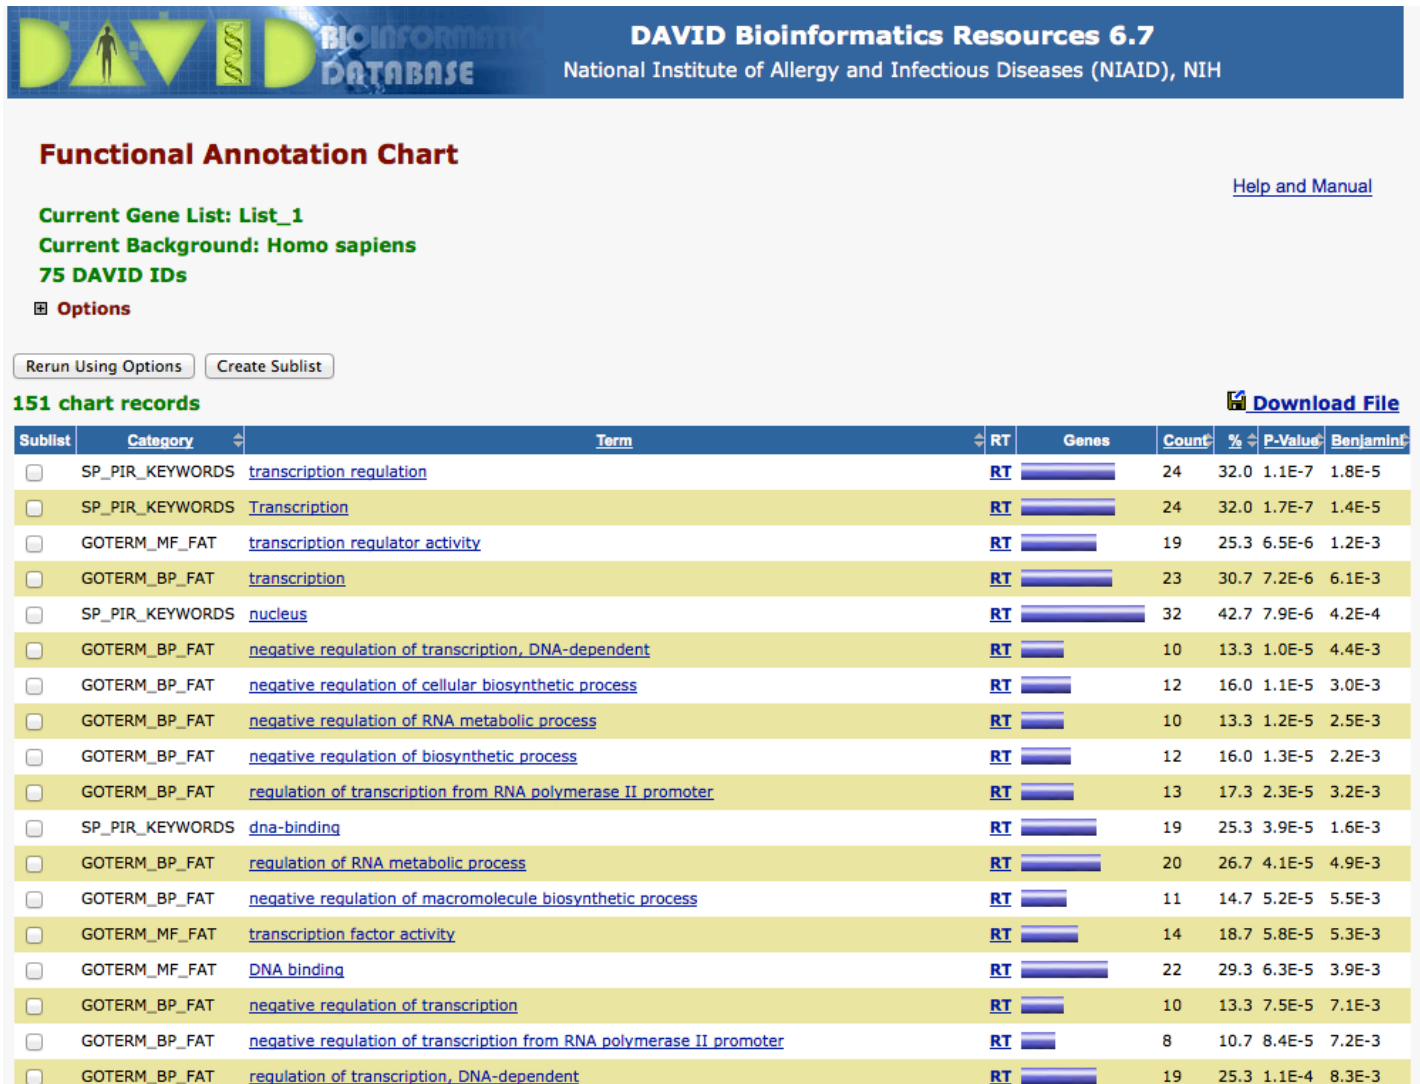 DAVID BIOINFORMATICS DATABASE
DAVID Bioinformatics Resources 6.7
National Institute of Allergy and Infectious Diseases (NIAID), NIH
Functional Annotation Chart
Help and Manual
Current Gene List: List_1
Current Background: Homo sapiens
75 DAVID IDs
Options
Rerun Using Options Create Sublist
151 chart records Download File
Sublist Category Term RT Genes Count % P-Value Benjamini
SP_PIR_KEYWORDS transcription regulation RT 24 32.0 1.1E-7 1.8E-5
SP_PIR_KEYWORDS Transcription RT 24 32.0 1.7E-7 1.4E-5
GOTERM_MF_FAT transcription regulator activity RT 19 25.3 6.5E-6 1.2E-3
GOTERM_BP_FAT transcription RT 23 30.7 7.2E-6 6.1E-3
SP_PIR_KEYWORDS nucleus RT 32 42.7 7.9E-6 4.2E-4
GOTERM_BP_FAT negative regulation of transcription, DNA-dependent RT 10 13.3 1.0E-5 4.4E-3
GOTERM_BP_FAT negative regulation of cellular biosynthetic process RT 12 16.0 1.1E-5 3.0E-3
GOTERM_BP_FAT negative regulation of RNA metabolic process RT 10 13.3 1.2E-5 2.5E-3
GOTERM_BP_FAT negative regulation of biosynthetic process RT 12 16.0 1.3E-5 2.2E-3
GOTERM_BP_FAT regulation of transcription from RNA polymerase II promoter RT 13 17.3 2.3E-5 3.2E-3
SP_PIR_KEYWORDS dna-binding RT 19 25.3 3.9E-5 1.6E-3
GOTERM_BP_FAT regulation of RNA metabolic process RT 20 26.7 4.1E-5 4.9E-3
GOTERM_BP_FAT negative regulation of macromolecule biosynthetic process RT 11 14.7 5.2E-5 5.5E-3
GOTERM_MF_FAT transcription factor activity RT 14 18.7 5.8E-5 5.3E-3
GOTERM_MF_FAT DNA binding RT 22 29.3 6.3E-5 3.9E-3
GOTERM_BP_FAT negative regulation of transcription RT 10 13.3 7.5E-5 7.1E-3
GOTERM_BP_FAT negative regulation of transcription from RNA polymerase II promoter RT 8 10.7 8.4E-5 7.2E-3
GOTERM_BP_FAT regulation of transcription, DNA-dependent RT 19 25.3 1.1E-4 8.3E-3